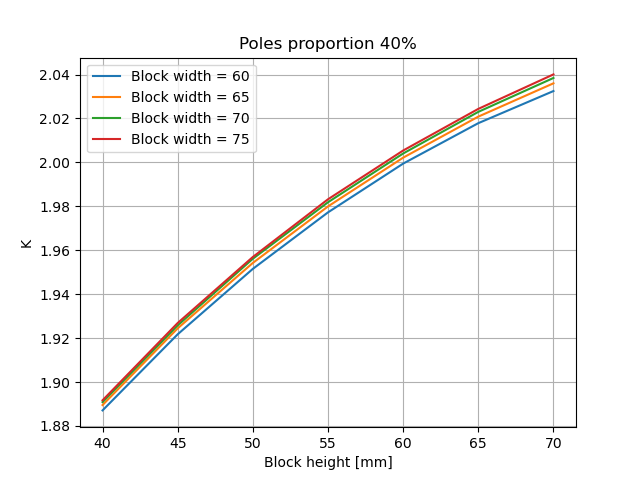 Poles proportion 40%
Block width = 60
Block width = 65
Block width = 70
Block width = 75
2.04
2.02
2.00
1.98
1.96
1.94
1.92
1.90
1.88
K
40 45 50 55 60 65 70
Block height [mm]